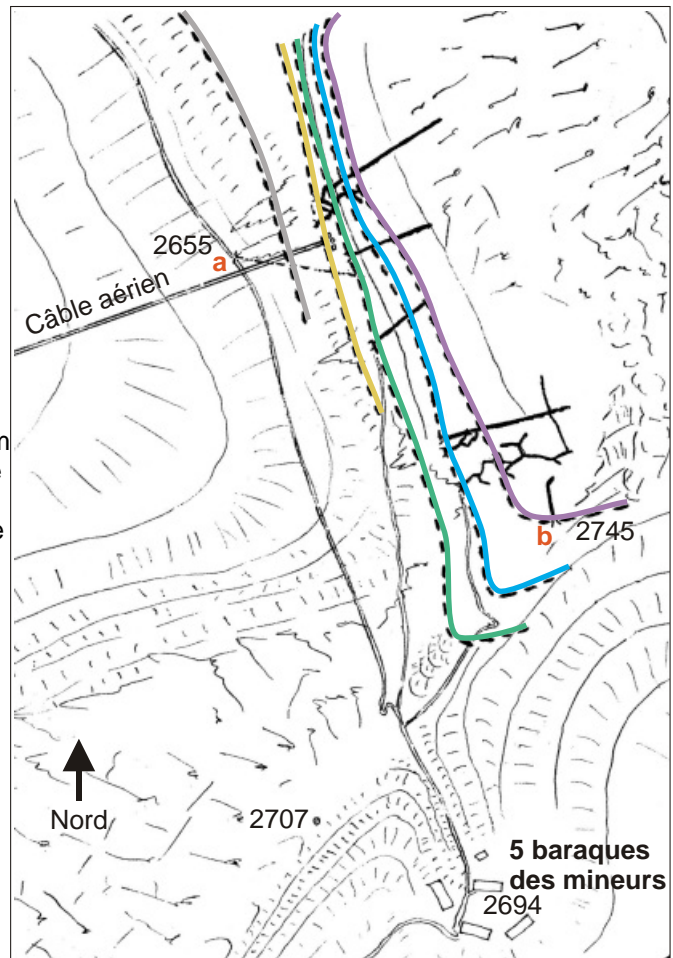 2655
a
Câble aérien
m
e
e
b
2745
Nord
2707
5 baraques
des mineurs
2694